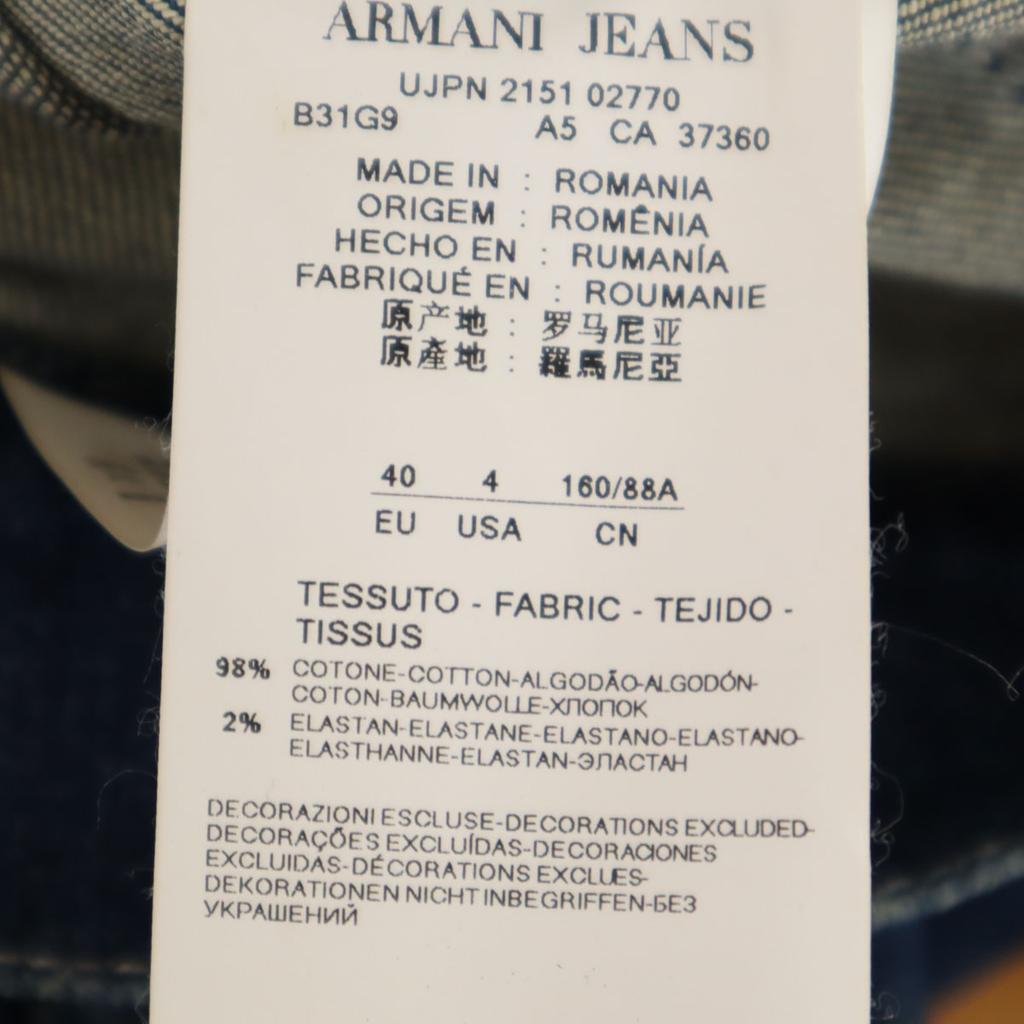 ARMANI JEANS
UJPN 2151 02770
B31G9 A5 CA 37360
MADE IN : ROMANIA
ORIGEM : ROMÊNIA
HECHO EN : RUMANÍA
FABRIQUÉ EN : ROUMANIE
原产地 : 罗马尼亚
原產地 : 羅馬尼亞
40 4 160/88A
EU USA CN
TESSUTO - FABRIC - TEJIDO -
TISSUS
98% COTONE-COTTON-ALGODÃO-ALGODÓN-
COTON-BAUMWOLLE-ХЛОПОК
2% ELASTAN-ELASTANE-ELASTANO-ELASTANO-
ELASTHANNE-ELASTAN-ЭЛАСТАН
DECORAZIONI ESCLUSE-DECORATIONS EXCLUDED-
DECORAÇÕES EXCLUÍDAS-DECORACIONES
EXCLUIDAS-DÉCORATIONS EXCLUES-
DEKORATIONEN NICHT INBEGRIFFEN-БЕЗ
УКРАШЕНИЙ